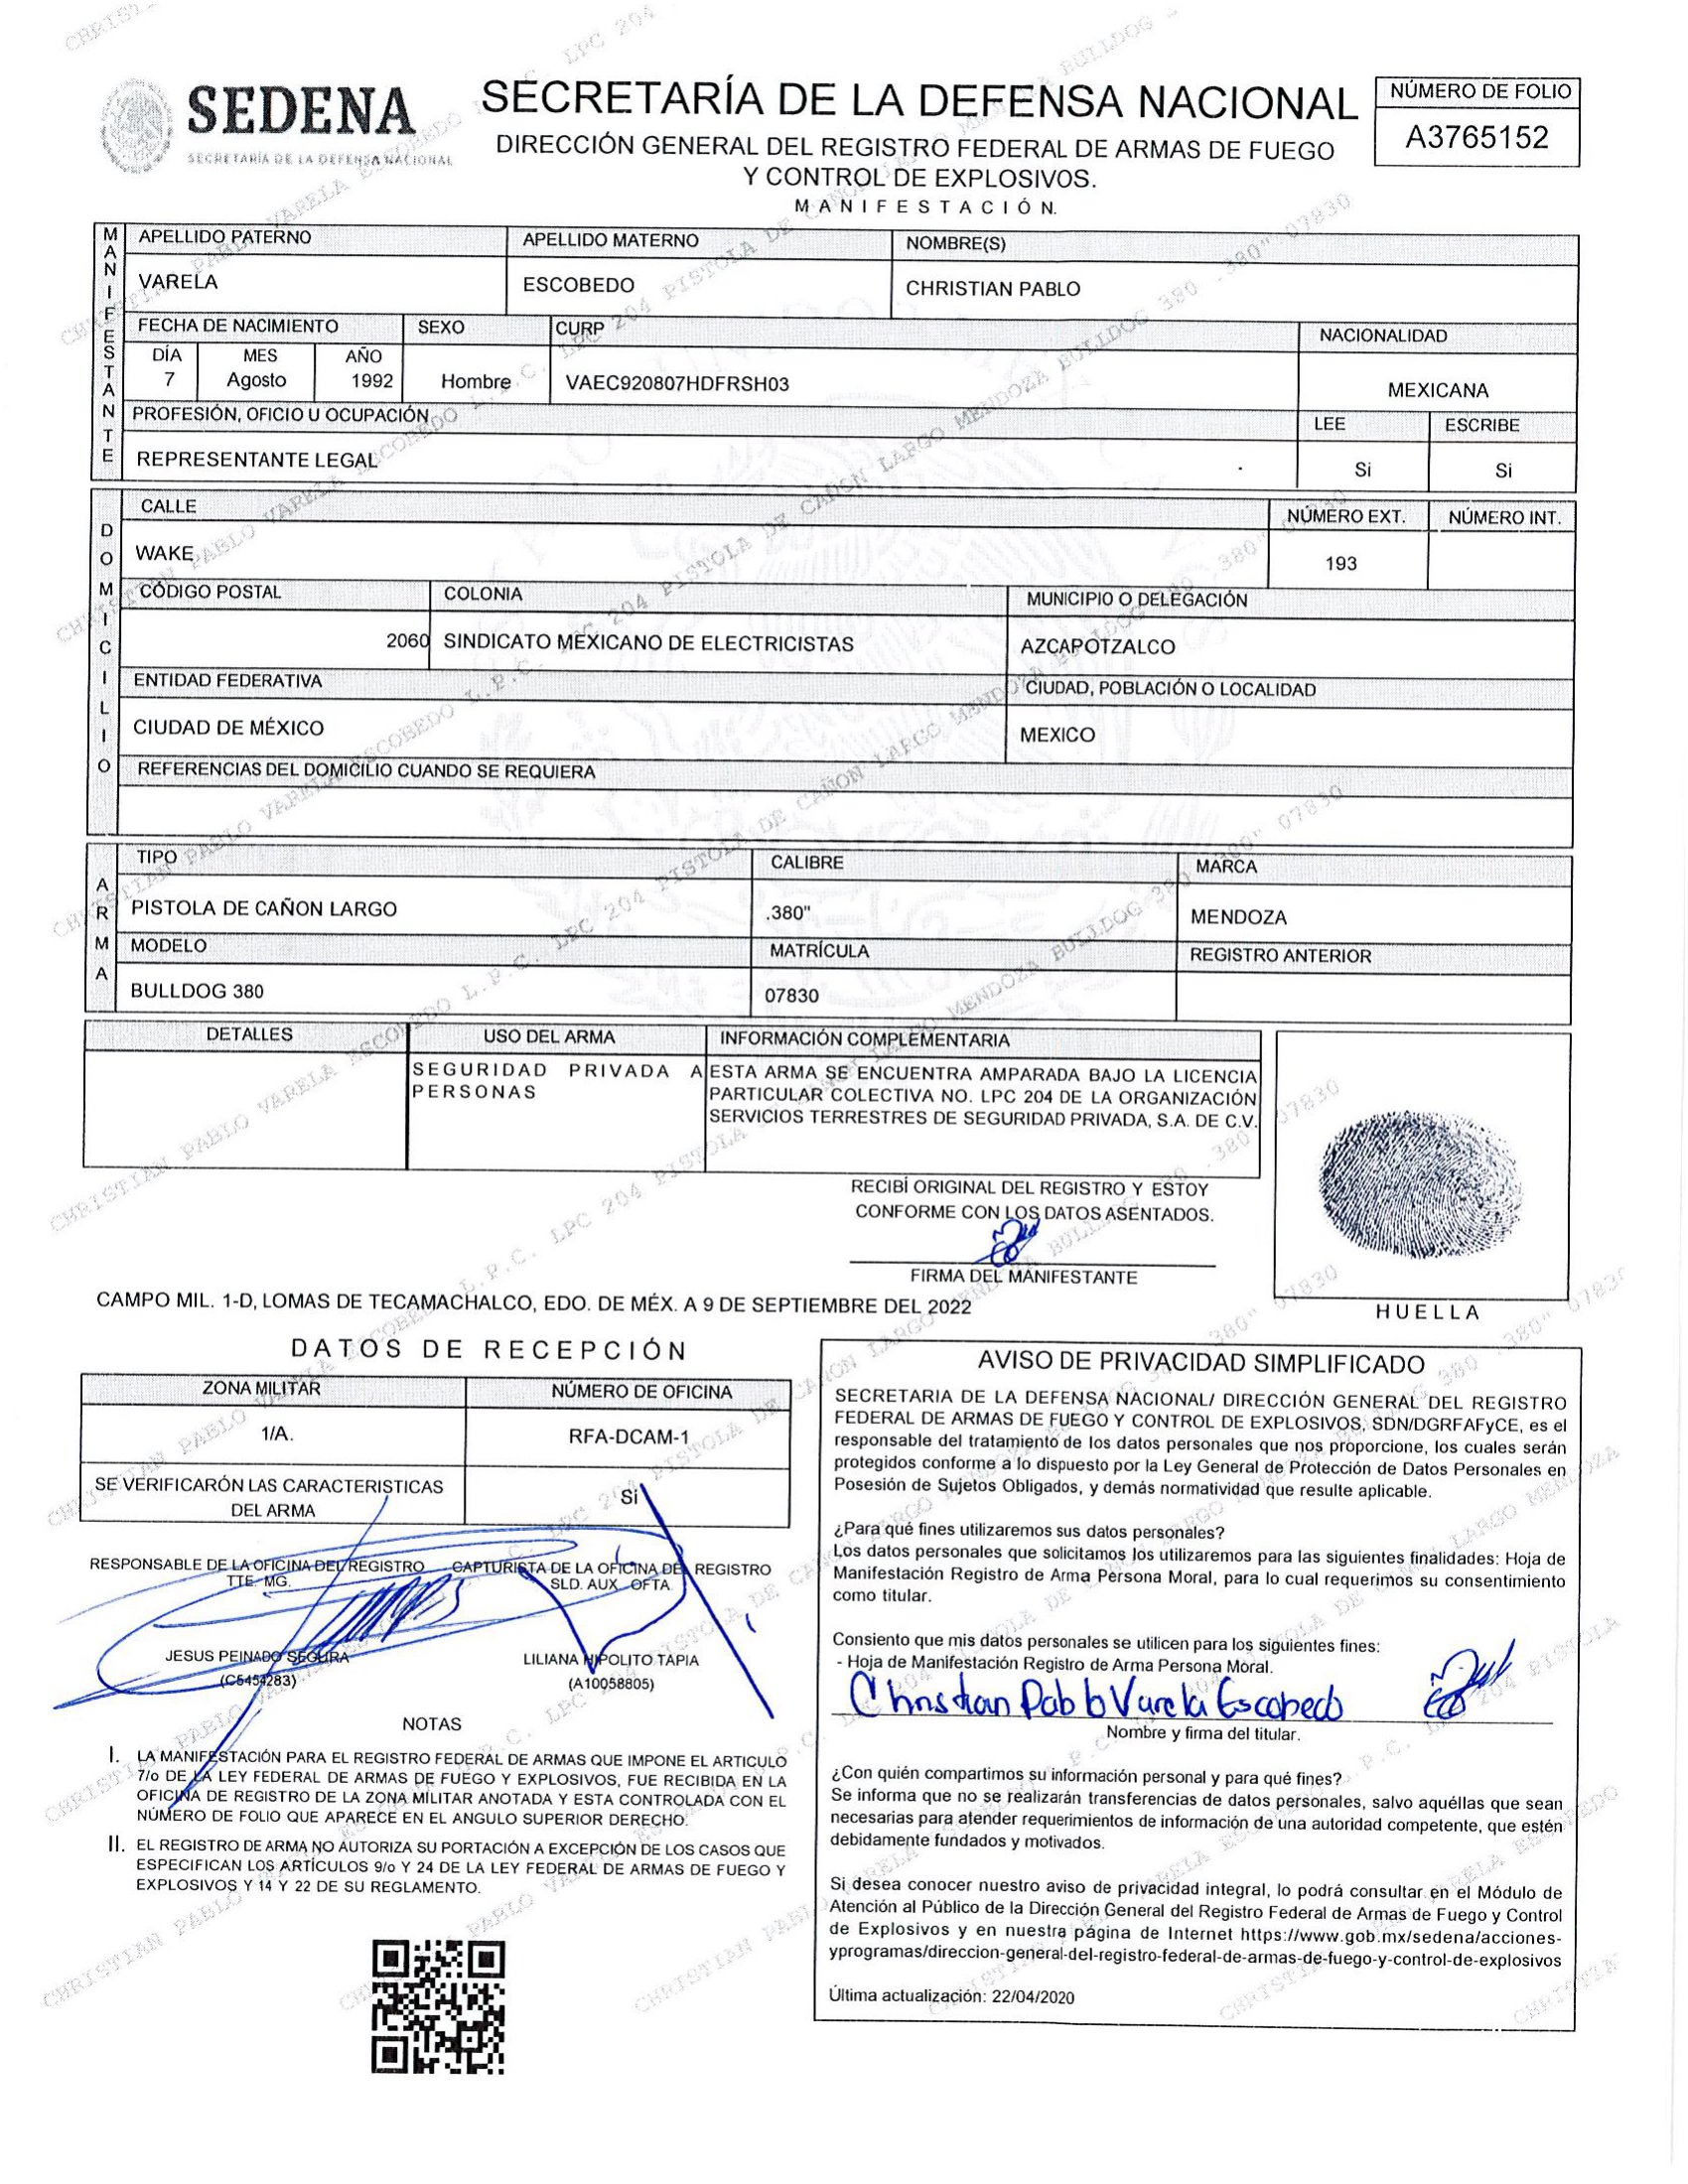 SEDENA
SECRETARÍA DE LA DEFENSA NACIONAL
SECRETARÍA DE LA DEFENSA NACIONAL
DIRECCIÓN GENERAL DEL REGISTRO FEDERAL DE ARMAS DE FUEGO
Y CONTROL DE EXPLOSIVOS.
MANIFESTACIÓN.
NÚMERO DE FOLIO
A3765152
MANIFESTANTE
APELLIDO PATERNO APELLIDO MATERNO NOMBRE(S)
VARELA ESCOBEDO CHRISTIAN PABLO
FECHA DE NACIMIENTO SEXO CURP NACIONALIDAD
DÍA MES AÑO
7 Agosto 1992 Hombre VAEC920807HDFRSH03 MEXICANA
PROFESIÓN, OFICIO U OCUPACIÓN LEE ESCRIBE
REPRESENTANTE LEGAL Si Si
DOMICILIO
CALLE NÚMERO EXT. NÚMERO INT.
WAKE 193
CÓDIGO POSTAL COLONIA MUNICIPIO O DELEGACIÓN
2060 SINDICATO MEXICANO DE ELECTRICISTAS AZCAPOTZALCO
ENTIDAD FEDERATIVA CIUDAD, POBLACIÓN O LOCALIDAD
CIUDAD DE MÉXICO MEXICO
REFERENCIAS DEL DOMICILIO CUANDO SE REQUIERA
ARMA
TIPO CALIBRE MARCA
PISTOLA DE CAÑON LARGO .380" MENDOZA
MODELO MATRÍCULA REGISTRO ANTERIOR
BULLDOG 380 07830
DETALLES USO DEL ARMA INFORMACIÓN COMPLEMENTARIA
SEGURIDAD PRIVADA A
PERSONAS
ESTA ARMA SE ENCUENTRA AMPARADA BAJO LA LICENCIA
PARTICULAR COLECTIVA NO. LPC 204 DE LA ORGANIZACIÓN
SERVICIOS TERRESTRES DE SEGURIDAD PRIVADA, S.A. DE C.V.
RECIBÍ ORIGINAL DEL REGISTRO Y ESTOY
CONFORME CON LOS DATOS ASENTADOS.
FIRMA DEL MANIFESTANTE
HUELLA
CAMPO MIL. 1-D, LOMAS DE TECAMACHALCO, EDO. DE MÉX. A 9 DE SEPTIEMBRE DEL 2022
DATOS DE RECEPCIÓN
ZONA MILITAR NÚMERO DE OFICINA
1/A. RFA-DCAM-1
SE VERIFICARÓN LAS CARACTERISTICAS
DEL ARMA
Si
RESPONSABLE DE LA OFICINA DEL REGISTRO
TTE. MG.
CAPTURISTA DE LA OFICINA DEL REGISTRO
SLD. AUX. OFTA.
JESUS PEINADO SEGURA
(C5454283)
LILIANA HIPOLITO TAPIA
(A10058805)
NOTAS
I. LA MANIFESTACIÓN PARA EL REGISTRO FEDERAL DE ARMAS QUE IMPONE EL ARTICULO
7/o DE LA LEY FEDERAL DE ARMAS DE FUEGO Y EXPLOSIVOS, FUE RECIBIDA EN LA
OFICINA DE REGISTRO DE LA ZONA MILITAR ANOTADA Y ESTA CONTROLADA CON EL
NÚMERO DE FOLIO QUE APARECE EN EL ANGULO SUPERIOR DERECHO.
II. EL REGISTRO DE ARMA NO AUTORIZA SU PORTACIÓN A EXCEPCIÓN DE LOS CASOS QUE
ESPECIFICAN LOS ARTÍCULOS 9/o Y 24 DE LA LEY FEDERAL DE ARMAS DE FUEGO Y
EXPLOSIVOS Y 14 Y 22 DE SU REGLAMENTO.
AVISO DE PRIVACIDAD SIMPLIFICADO
SECRETARIA DE LA DEFENSA NACIONAL/ DIRECCIÓN GENERAL DEL REGISTRO
FEDERAL DE ARMAS DE FUEGO Y CONTROL DE EXPLOSIVOS, SDN/DGRFAFyCE, es el
responsable del tratamiento de los datos personales que nos proporcione, los cuales serán
protegidos conforme a lo dispuesto por la Ley General de Protección de Datos Personales en
Posesión de Sujetos Obligados, y demás normatividad que resulte aplicable.
¿Para qué fines utilizaremos sus datos personales?
Los datos personales que solicitamos los utilizaremos para las siguientes finalidades: Hoja de
Manifestación Registro de Arma Persona Moral, para lo cual requerimos su consentimiento
como titular.
Consiento que mis datos personales se utilicen para los siguientes fines:
- Hoja de Manifestación Registro de Arma Persona Moral.
Christian Pablo Varela Escobedo
Nombre y firma del titular.
¿Con quién compartimos su información personal y para qué fines?
Se informa que no se realizarán transferencias de datos personales, salvo aquéllas que sean
necesarias para atender requerimientos de información de una autoridad competente, que estén
debidamente fundados y motivados.
Si desea conocer nuestro aviso de privacidad integral, lo podrá consultar en el Módulo de
Atención al Público de la Dirección General del Registro Federal de Armas de Fuego y Control
de Explosivos y en nuestra página de Internet https://www.gob.mx/sedena/acciones-
yprogramas/direccion-general-del-registro-federal-de-armas-de-fuego-y-control-de-explosivos
Última actualización: 22/04/2020